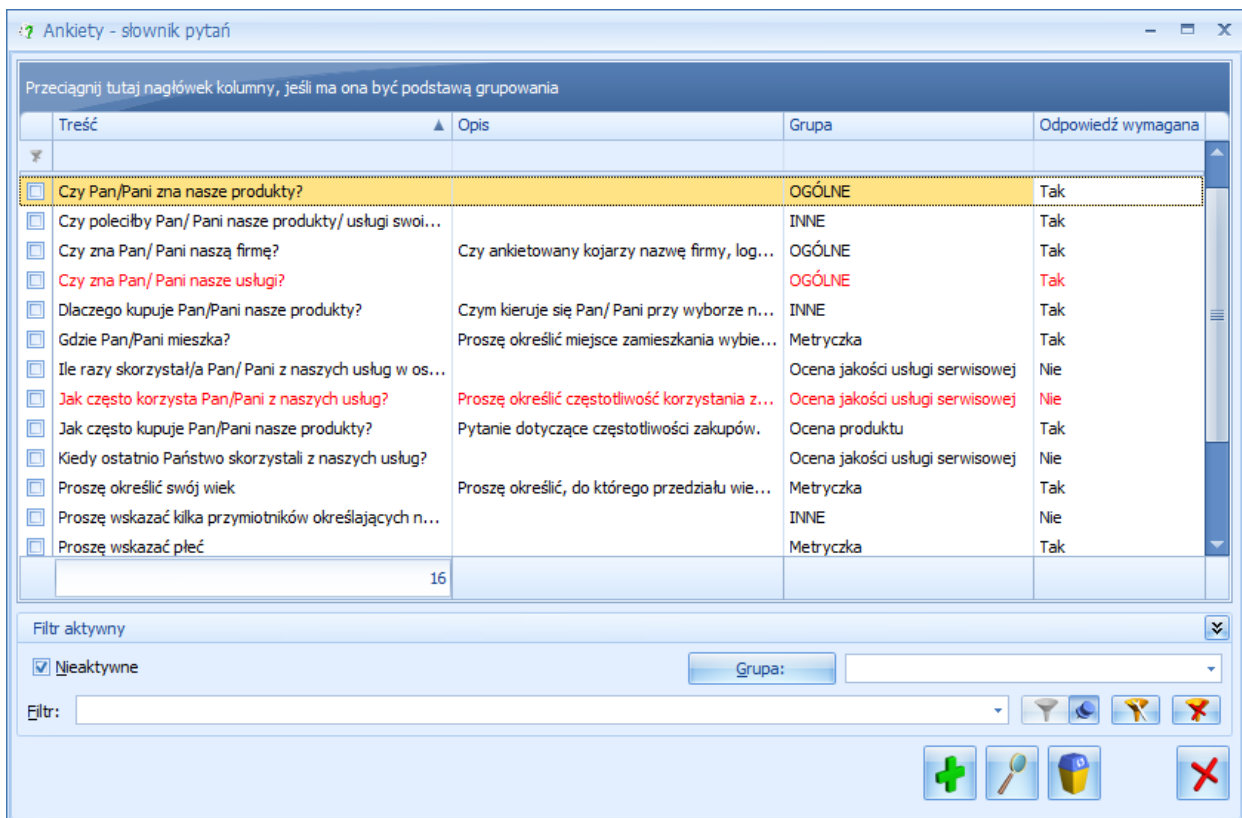 Ankiety - słownik pytań
Przeciągnij tutaj nagłówek kolumny, jeśli ma ona być podstawą grupowania
Treść Opis Grupa Odpowiedź wymagana
Czy Pan/Pani zna nasze produkty? OGÓLNE Tak
Czy poleciłby Pan/ Pani nasze produkty/ usługi swoi... INNE Tak
Czy zna Pan/ Pani naszą firmę? Czy ankietowany kojarzy nazwę firmy, log... OGÓLNE Tak
Czy zna Pan/ Pani nasze usługi? OGÓLNE Tak
Dlaczego kupuje Pan/Pani nasze produkty? Czym kieruje się Pan/ Pani przy wyborze n... INNE Tak
Gdzie Pan/Pani mieszka? Proszę określić miejsce zamieszkania wybie... Metryczka Tak
Ile razy skorzystał/a Pan/ Pani z naszych usług w os... Ocena jakości usługi serwisowej Nie
Jak często korzysta Pan/Pani z naszych usług? Proszę określić częstotliwość korzystania z... Ocena jakości usługi serwisowej Nie
Jak często kupuje Pan/Pani nasze produkty? Pytanie dotyczące częstotliwości zakupów. Ocena produktu Tak
Kiedy ostatnio Państwo skorzystali z naszych usług? Ocena jakości usługi serwisowej Nie
Proszę określić swój wiek Proszę określić, do którego przedziału wie... Metryczka Tak
Proszę wskazać kilka przymiotników określających n... INNE Nie
Proszę wskazać płeć Metryczka Tak
16
Filtr aktywny
Nieaktywne Grupa:
Filtr: